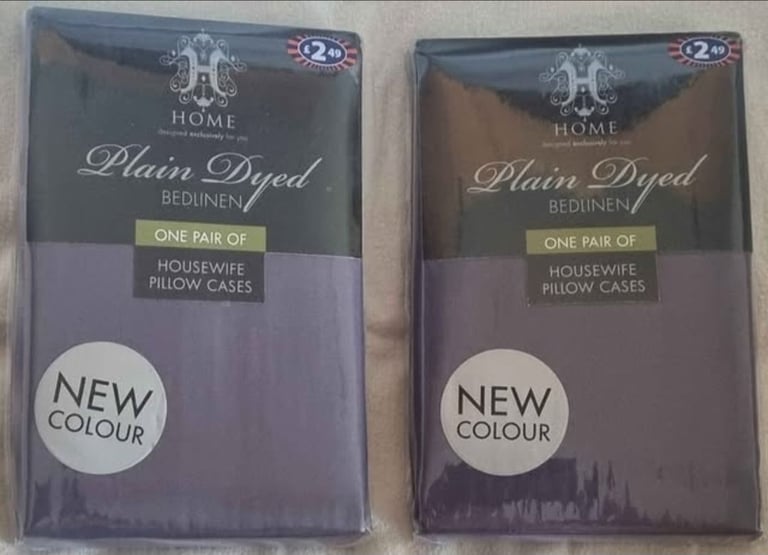 £2.49
H
HOME
designed exclusively for you
Plain Dyed
BEDLINEN
ONE PAIR OF
HOUSEWIFE
PILLOW CASES
NEW
COLOUR
£2.49
H
HOME
designed exclusively for you
Plain Dyed
BEDLINEN
ONE PAIR OF
HOUSEWIFE
PILLOW CASES
NEW
COLOUR